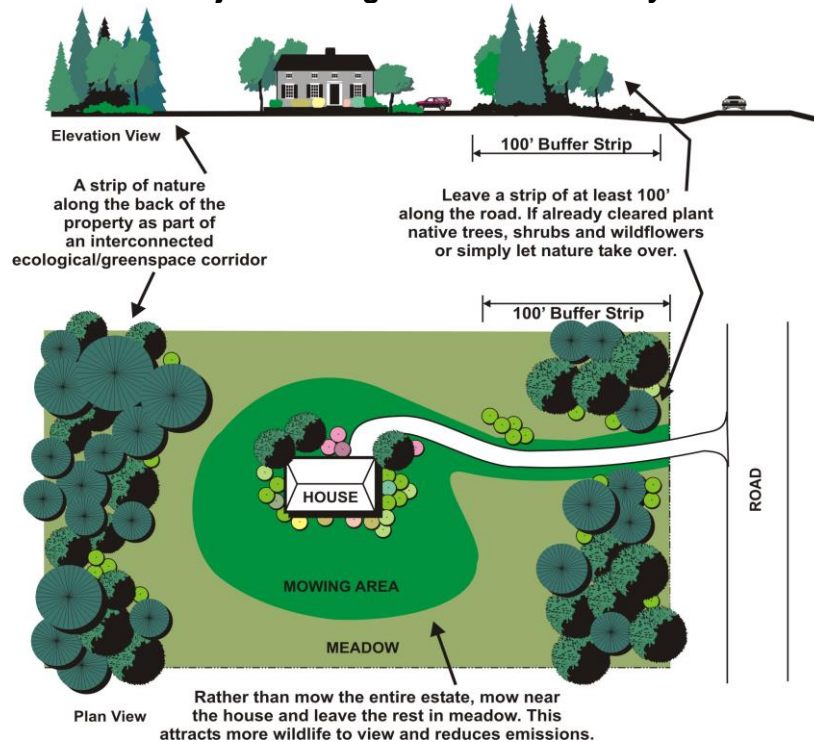 Elevation View
100' Buffer Strip
A strip of nature
along the back of the
property as part of
an interconnected
ecological/greenspace corridor
Leave a strip of at least 100'
along the road. If already cleared plant
native trees, shrubs and wildflowers
or simply let nature take over.
100' Buffer Strip
HOUSE
ROAD
MOWING AREA
MEADOW
Plan View
Rather than mow the entire estate, mow near
the house and leave the rest in meadow. This
attracts more wildlife to view and reduces emissions.